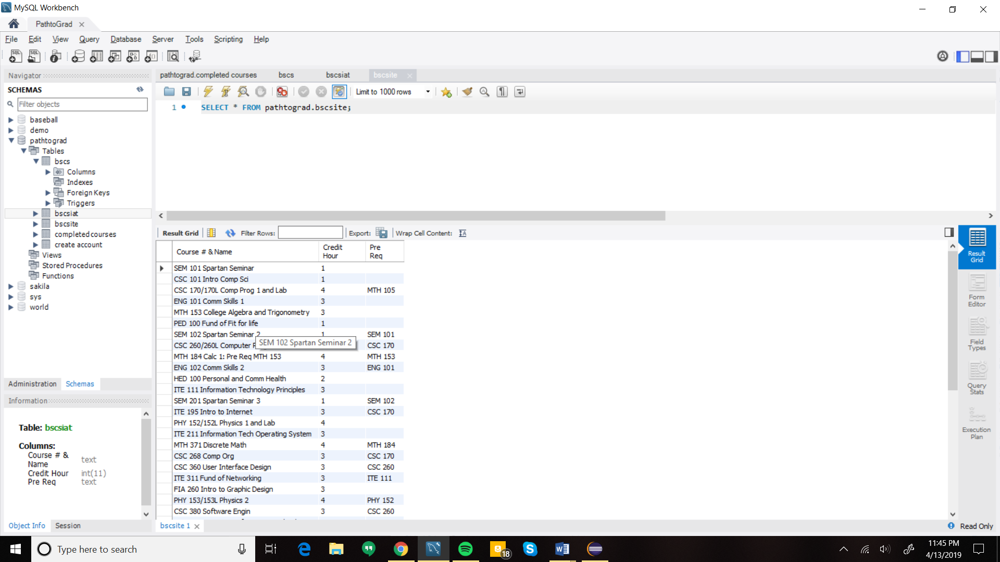 MySQL Workbench
PathtoGrad
File Edit View Query Database Server Tools Scripting Help
Navigator
SCHEMAS
Filter objects
baseball
demo
pathtograd
Tables
bscs
Columns
Indexes
Foreign Keys
Triggers
bscsiat
bscsite
completed courses
create account
Views
Stored Procedures
Functions
sakila
sys
world
Administration Schemas
Information
Table: bscsiat
Columns:
Course # & Name text
Credit Hour int(11)
Pre Req text
Object Info Session
pathtograd.completed courses bscs bscsiat bscsite
Limit to 1000 rows
1 SELECT * FROM pathtograd.bscsite;
Result Grid Filter Rows: Export: Wrap Cell Content:
Course # & Name Credit Hour Pre Req
SEM 101 Spartan Seminar 1
CSC 101 Intro Comp Sci 1
CSC 170/170L Comp Prog 1 and Lab 4 MTH 105
ENG 101 Comm Skills 1 3
MTH 153 College Algebra and Trigonometry 3
PED 100 Fund of Fit for life 1
SEM 102 Spartan Seminar 2 1 SEM 101
SEM 102 Spartan Seminar 2
CSC 260/260L Computer CSC 170
MTH 184 Calc 1: Pre Req MTH 153 4 MTH 153
ENG 102 Comm Skills 2 3 ENG 101
HED 100 Personal and Comm Health 2
ITE 111 Information Technology Principles 3
SEM 201 Spartan Seminar 3 1 SEM 102
ITE 195 Intro to Internet 3 CSC 170
PHY 152/152L Physics 1 and Lab 4
ITE 211 Information Tech Operating System 3
MTH 371 Discrete Math 4 MTH 184
CSC 268 Comp Org 3 CSC 170
CSC 360 User Interface Design 3 CSC 260
ITE 311 Fund of Networking 3 ITE 111
FIA 260 Intro to Graphic Design 3
PHY 153/153L Physics 2 4 PHY 152
CSC 380 Software Engin 3 CSC 260
Result Grid
Form Editor
Field Types
Query Stats
Execution Plan
bscsite 1
Read Only
Type here to search
18
11:45 PM
4/13/2019